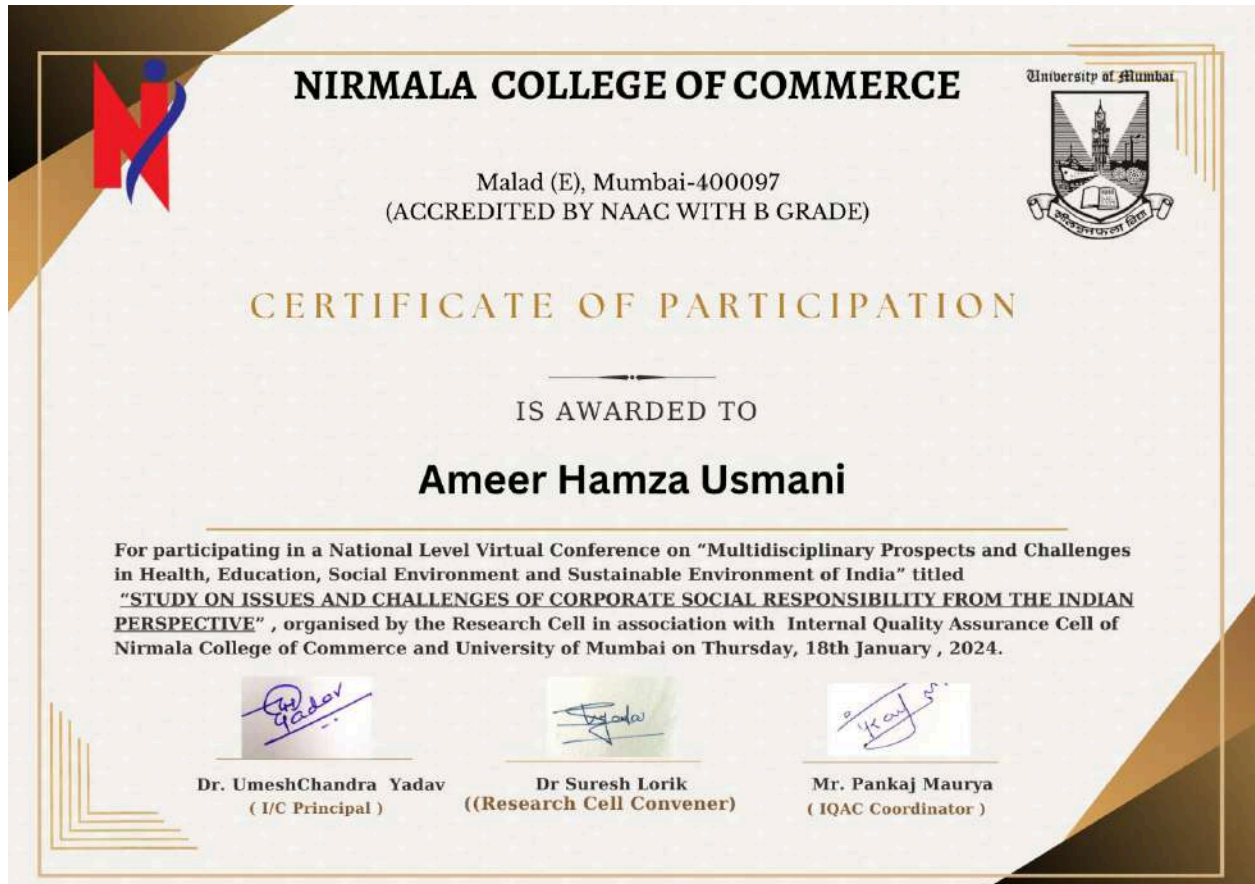 NIRMALA COLLEGE OF COMMERCE
University of Mumbai
Malad (E), Mumbai-400097
(ACCREDITED BY NAAC WITH B GRADE)
शीलवृत्तफला विद्या
CERTIFICATE OF PARTICIPATION
IS AWARDED TO
Ameer Hamza Usmani
For participating in a National Level Virtual Conference on “Multidisciplinary Prospects and Challenges
in Health, Education, Social Environment and Sustainable Environment of India” titled
“STUDY ON ISSUES AND CHALLENGES OF CORPORATE SOCIAL RESPONSIBILITY FROM THE INDIAN
PERSPECTIVE” , organised by the Research Cell in association with Internal Quality Assurance Cell of
Nirmala College of Commerce and University of Mumbai on Thursday, 18th January , 2024.
Dr. UmeshChandra Yadav
( I/C Principal )
Dr Suresh Lorik
((Research Cell Convener)
Mr. Pankaj Maurya
( IQAC Coordinator )